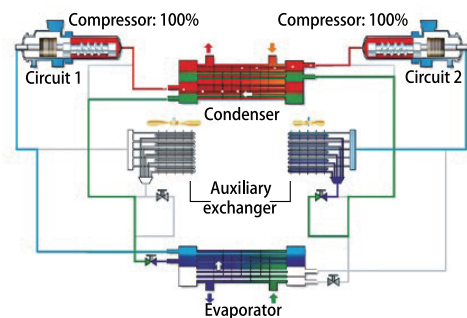 Compressor: 100%
Compressor: 100%
Circuit 1
Circuit 2
Condenser
Auxiliary
exchanger
Evaporator